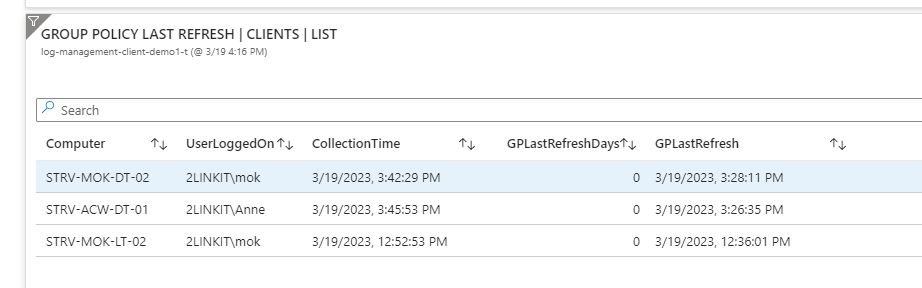 GROUP POLICY LAST REFRESH | CLIENTS | LIST
log-management-client-demo1-t (@ 3/19 4:16 PM)
Search
Computer ↑↓ UserLoggedOn↑↓ CollectionTime ↑↓ GPLastRefreshDays↑↓ GPLastRefresh ↑↓
STRV-MOK-DT-02 2LINKIT\mok 3/19/2023, 3:42:29 PM 0 3/19/2023, 3:28:11 PM
STRV-ACW-DT-01 2LINKIT\Anne 3/19/2023, 3:45:53 PM 0 3/19/2023, 3:26:35 PM
STRV-MOK-LT-02 2LINKIT\mok 3/19/2023, 12:52:53 PM 0 3/19/2023, 12:36:01 PM